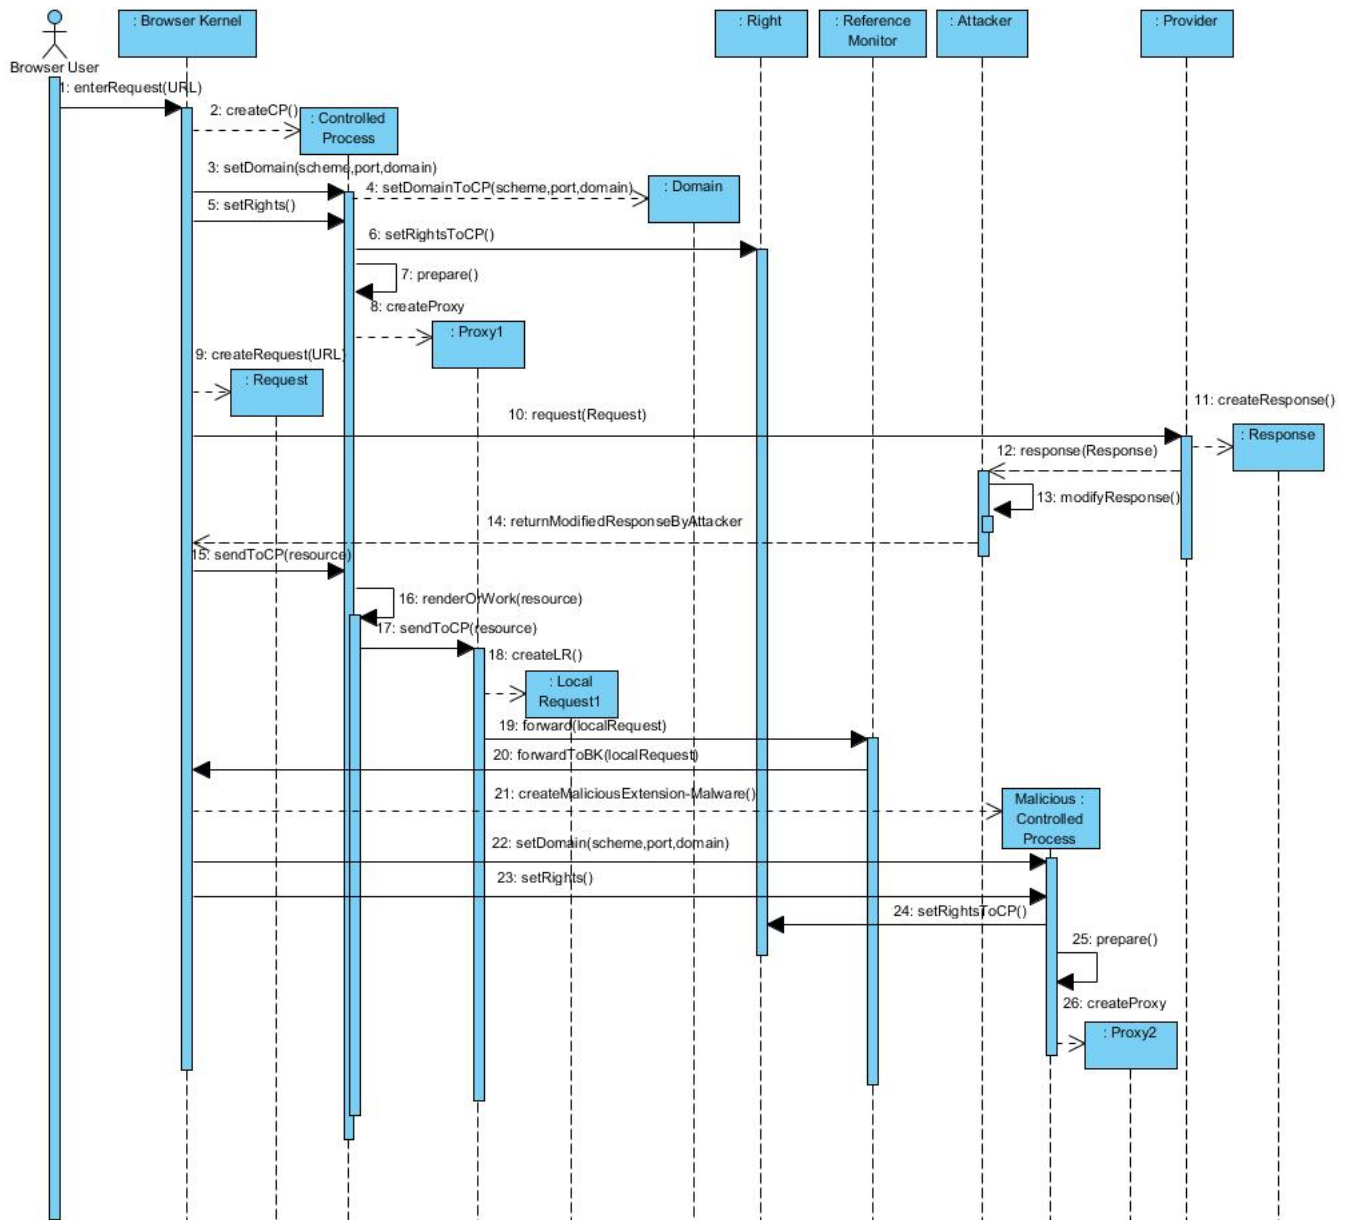 : Browser Kernel
: Right
: Reference
Monitor
: Attacker
: Provider
Browser User
1: enterRequest(URL)
2: createCP()
: Controlled
Process
3: setDomain(scheme,port,domain)
4: setDomainToCP(scheme,port,domain)
: Domain
5: setRights()
6: setRightsToCP()
7: prepare()
8: createProxy
: Proxy1
9: createRequest(URL)
: Request
10: request(Request)
11: createResponse()
: Response
12: response(Response)
13: modifyResponse()
14: returnModifiedResponseByAttacker
15: sendToCP(resource)
16: renderOrWork(resource)
17: sendToCP(resource)
18: createLR()
: Local
Request1
19: forward(localRequest)
20: forwardToBK(localRequest)
21: createMaliciousExtension-Malware()
Malicious :
Controlled
Process
22: setDomain(scheme,port,domain)
23: setRights()
24: setRightsToCP()
25: prepare()
26: createProxy
: Proxy2